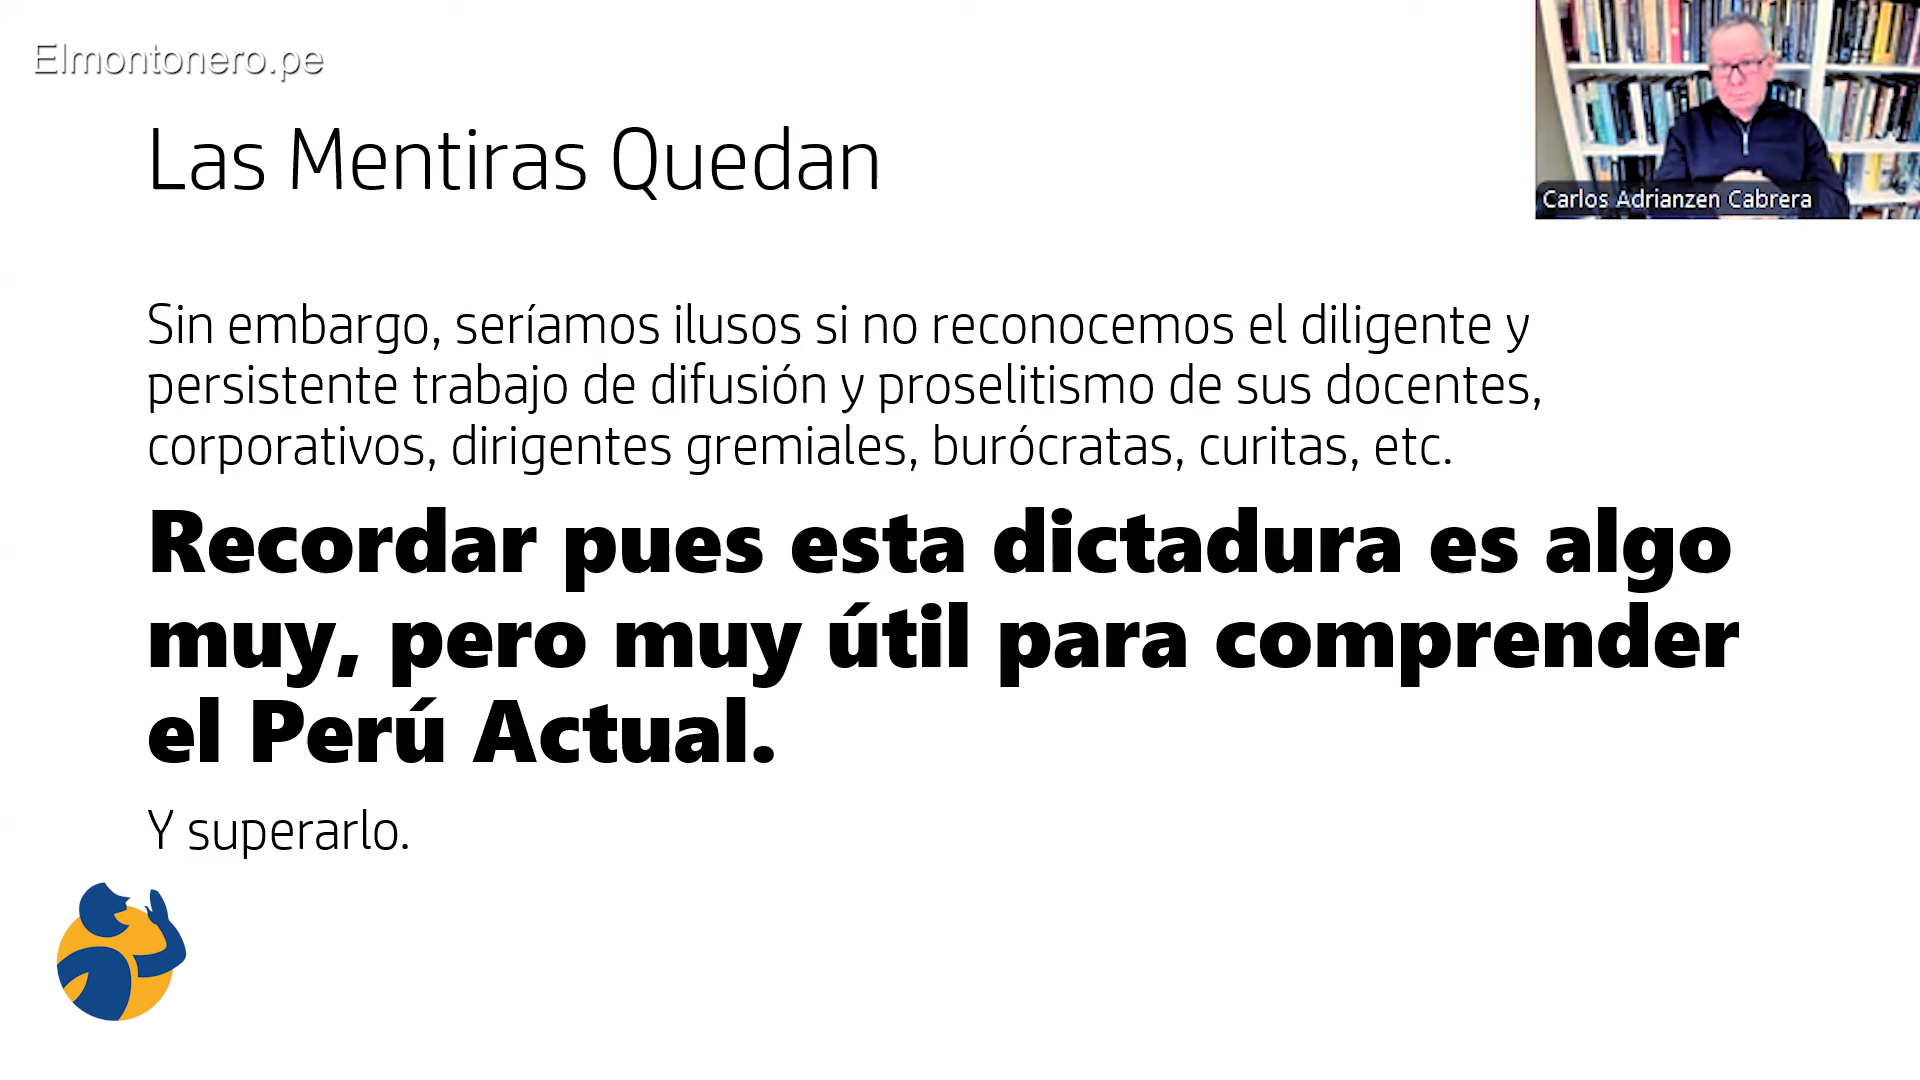 Elmontonero.pe
Las Mentiras Quedan
Carlos Adrianzen Cabrera
Sin embargo, seríamos ilusos si no reconocemos el diligente y
persistente trabajo de difusión y proselitismo de sus docentes,
corporativos, dirigentes gremiales, burócratas, curitas, etc.
Recordar pues esta dictadura es algo
muy, pero muy útil para comprender
el Perú Actual.
Y superarlo.